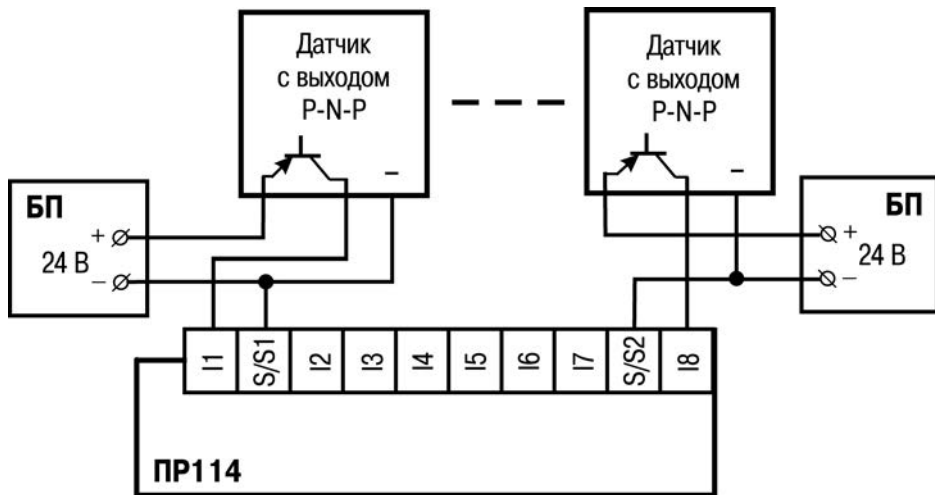 Датчик
с выходом
P-N-P
–
Датчик
с выходом
P-N-P
–
БП
+
24 В
–
БП
+
24 В
–
I1
S/S1
I2
I3
I4
I5
I6
I7
S/S2
I8
ПР114